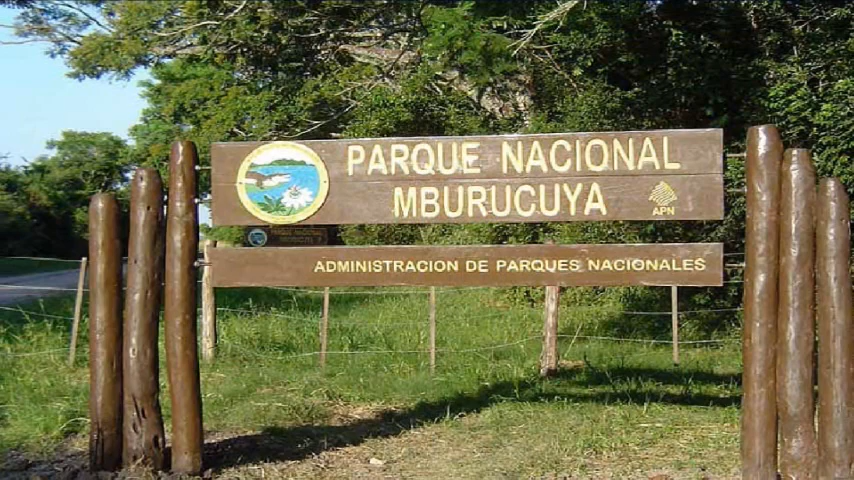 PARQUE NACIONAL
MBURUCUYA
APN
ADMINISTRACION DE PARQUES NACIONALES